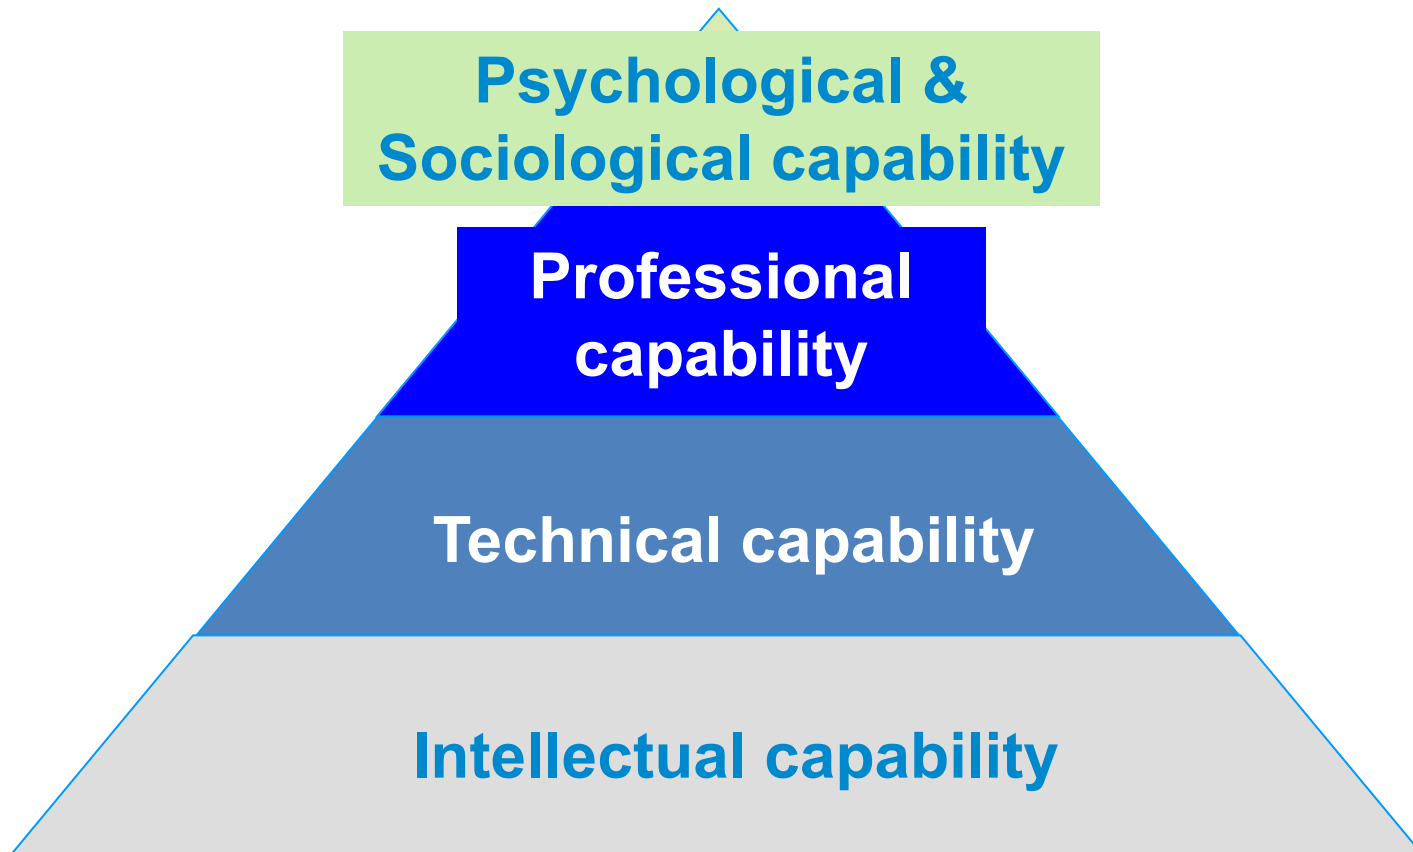 Psychological &
Sociological capability
Professional
capability
Technical capability
Intellectual capability